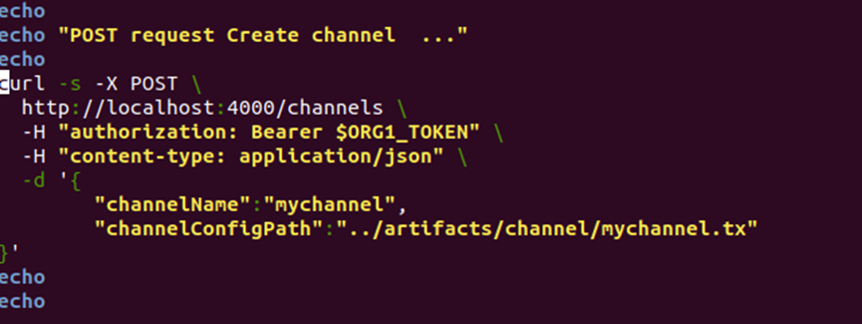 echo
echo "POST request Create channel  ..."
echo
curl -s -X POST \
  http://localhost:4000/channels \
  -H "authorization: Bearer $ORG1_TOKEN" \
  -H "content-type: application/json" \
  -d '{
        "channelName":"mychannel",
        "channelConfigPath":"../artifacts/channel/mychannel.tx"
}'
echo
echo